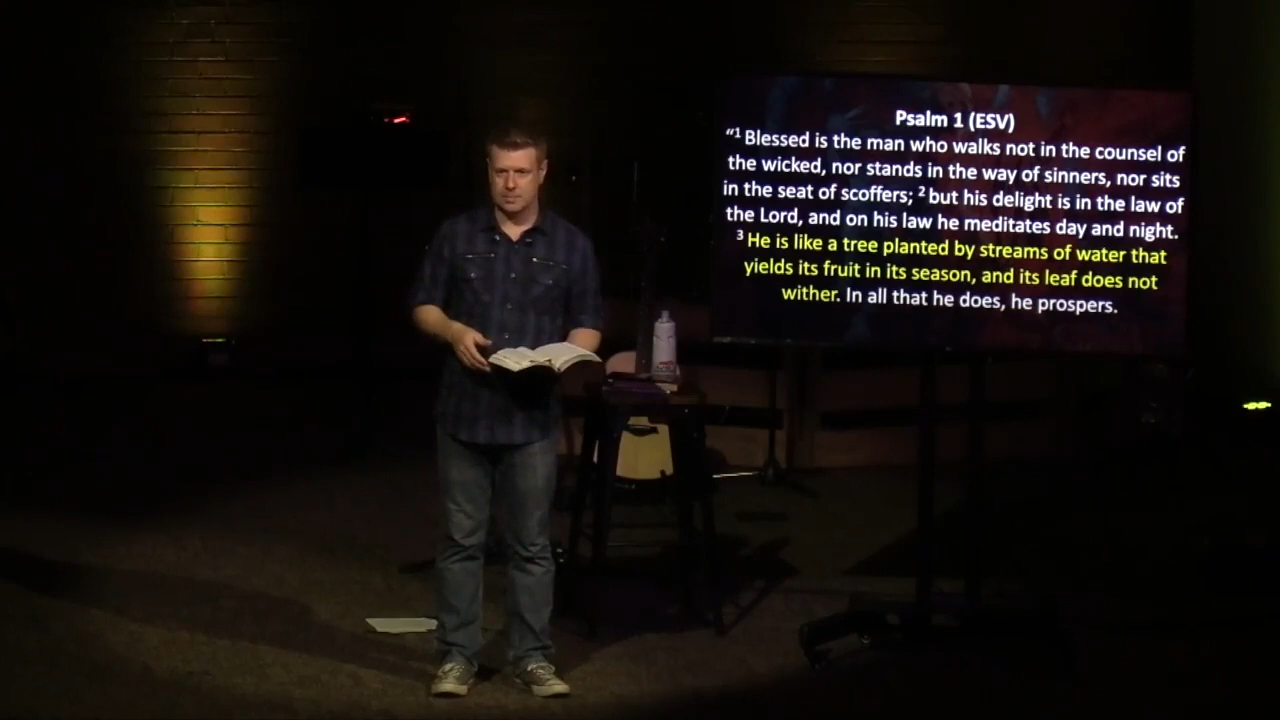 Psalm 1 (ESV)
“1 Blessed is the man who walks not in the counsel of
the wicked, nor stands in the way of sinners, nor sits
in the seat of scoffers; 2 but his delight is in the law of
the Lord, and on his law he meditates day and night.
3 He is like a tree planted by streams of water that
yields its fruit in its season, and its leaf does not
wither. In all that he does, he prospers.